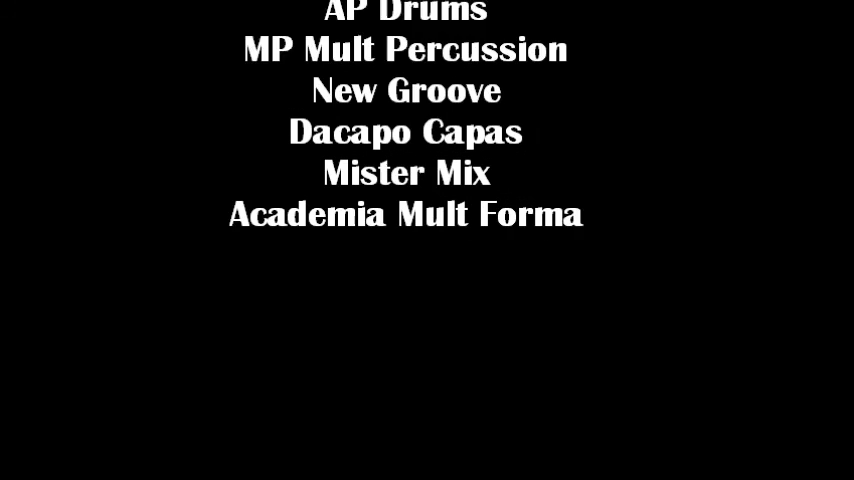 AP Drums
MP Mult Percussion
New Groove
Dacapo Capas
Mister Mix
Academia Mult Forma